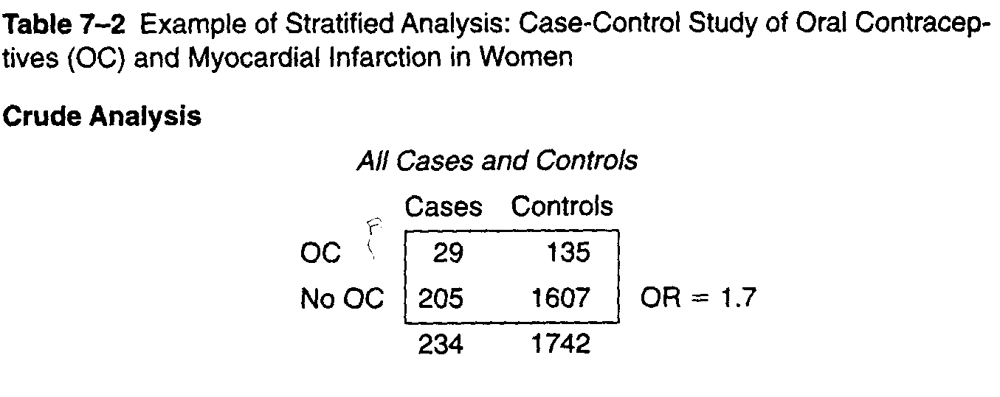 Table 7–2 Example of Stratified Analysis: Case-Control Study of Oral Contracep-
tives (OC) and Myocardial Infarction in Women
Crude Analysis
All Cases and Controls
Cases Controls
OC 29 135
No OC 205 1607 OR = 1.7
234 1742